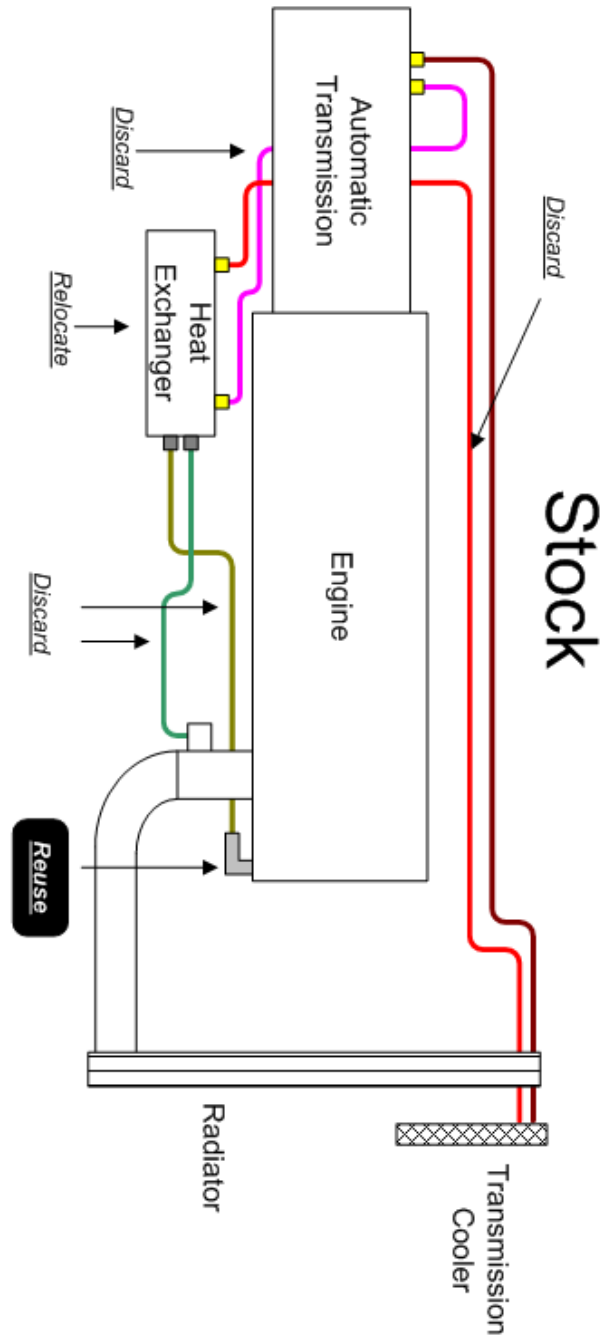 Stock
Discard
Automatic
Transmission
Discard
Heat
Exchanger
Relocate
Engine
Discard
Reuse
Radiator
Transmission
Cooler